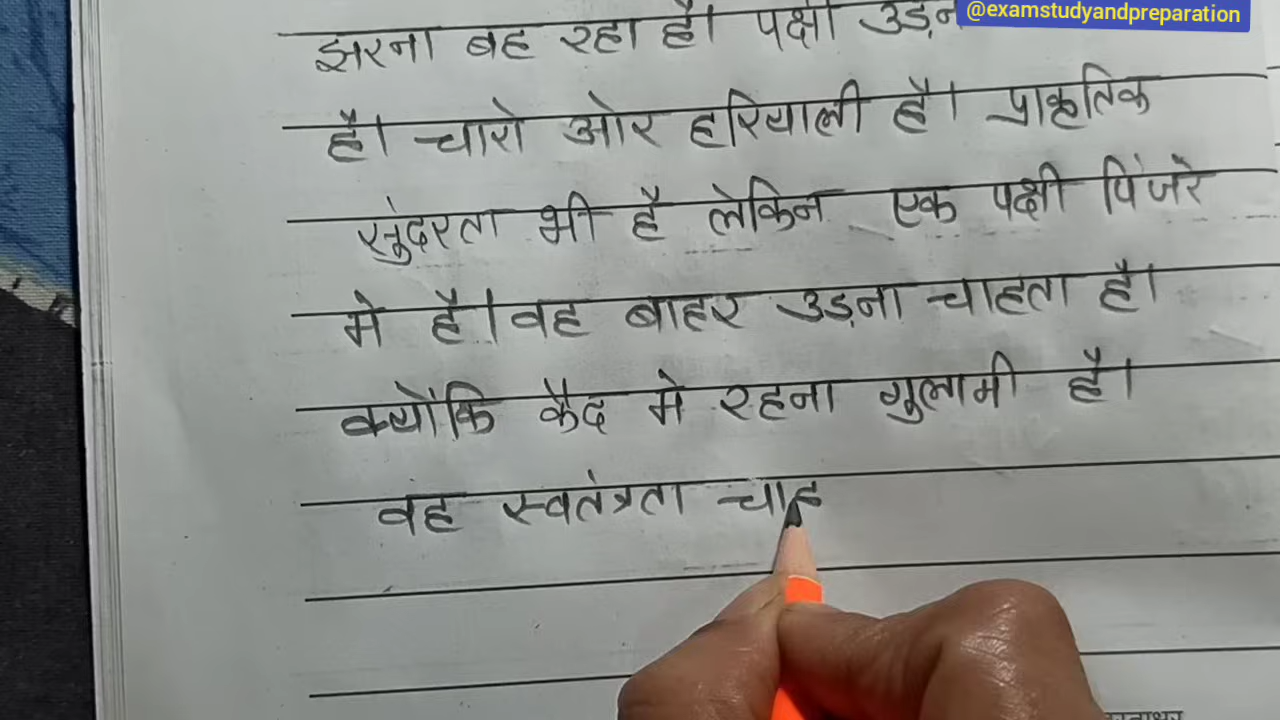 @examstudyandpreparation
झरना बह रहा है। पक्षी उड़न
है। चारो ओर हरियाली है। प्राकृतिक
सुंदरता भी है लेकिन एक पक्षी पिंजरे
मे है। वह बाहर उड़ना चाहता है।
क्योंकि कैद मे रहना गुलामी है।
वह स्वतंत्रता चाह